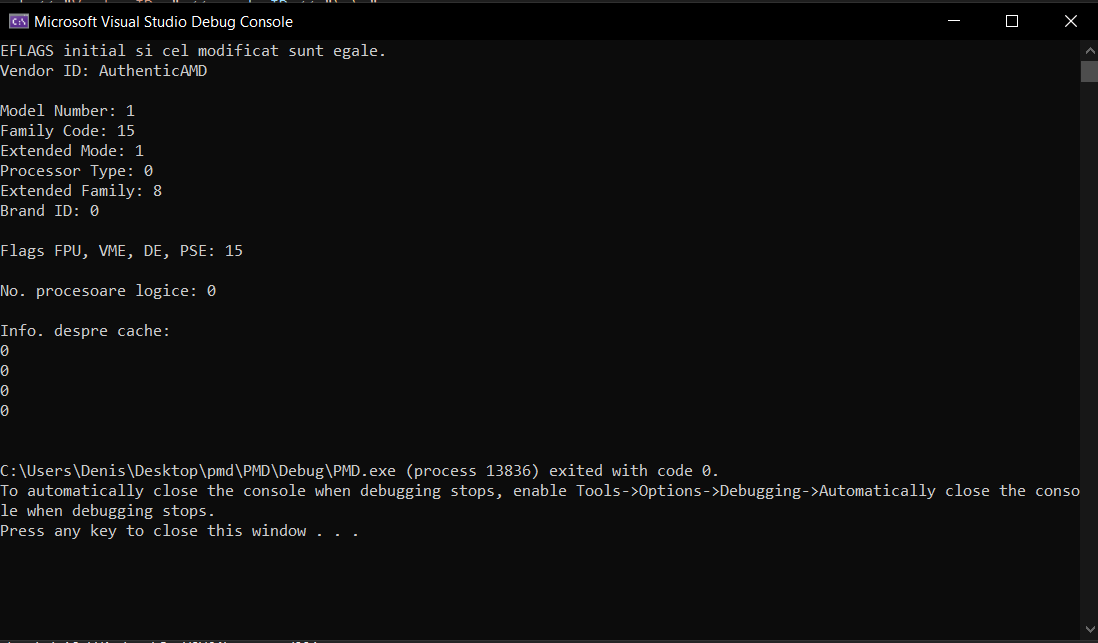 Microsoft Visual Studio Debug Console
EFLAGS initial si cel modificat sunt egale.
Vendor ID: AuthenticAMD
Model Number: 1
Family Code: 15
Extended Mode: 1
Processor Type: 0
Extended Family: 8
Brand ID: 0
Flags FPU, VME, DE, PSE: 15
No. procesoare logice: 0
Info. despre cache:
0
0
0
0
C:\Users\Denis\Desktop\pmd\PMD\Debug\PMD.exe (process 13836) exited with code 0.
To automatically close the console when debugging stops, enable Tools->Options->Debugging->Automatically close the conso
le when debugging stops.
Press any key to close this window . . .